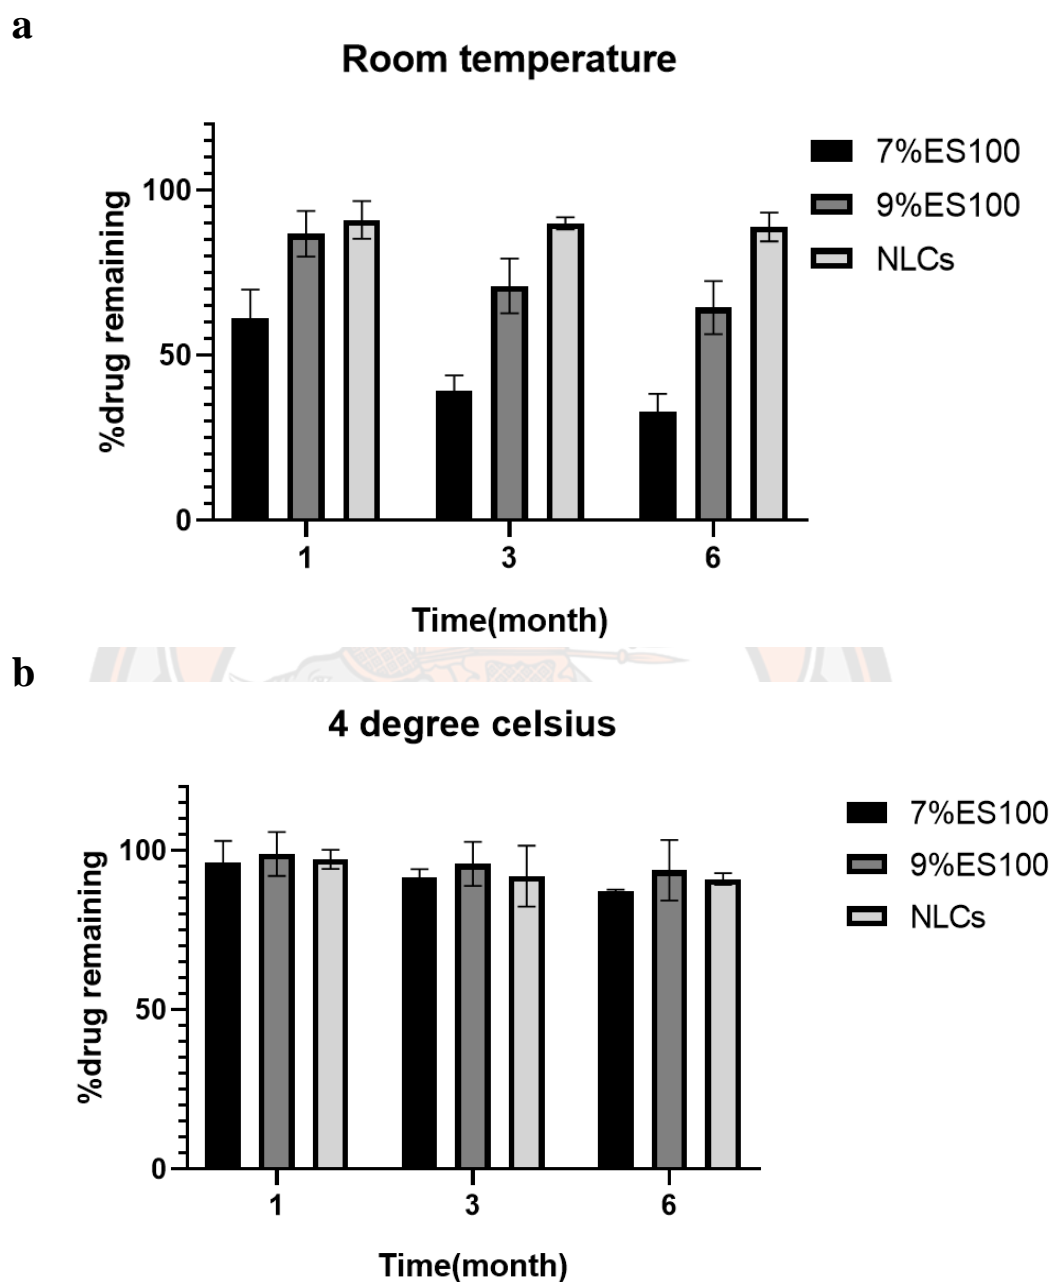 a
Room temperature
%drug remaining
100
50
0
1 3 6
Time(month)
7%ES100
9%ES100
NLCs
b
4 degree celsius
%drug remaining
100
50
0
1 3 6
Time(month)
7%ES100
9%ES100
NLCs